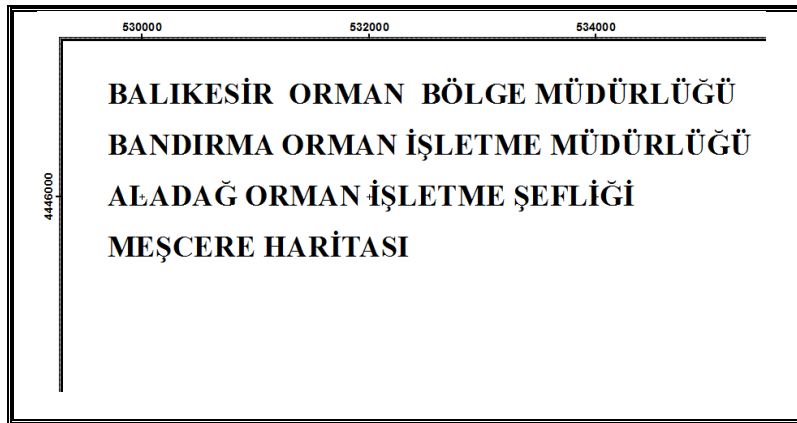 530000 532000 534000
BALIKESİR ORMAN BÖLGE MÜDÜRLÜĞÜ
BANDIRMA ORMAN İŞLETME MÜDÜRLÜĞÜ
4446000
ALADAĞ ORMAN İŞLETME ŞEFLİĞİ
MEŞCERE HARİTASI